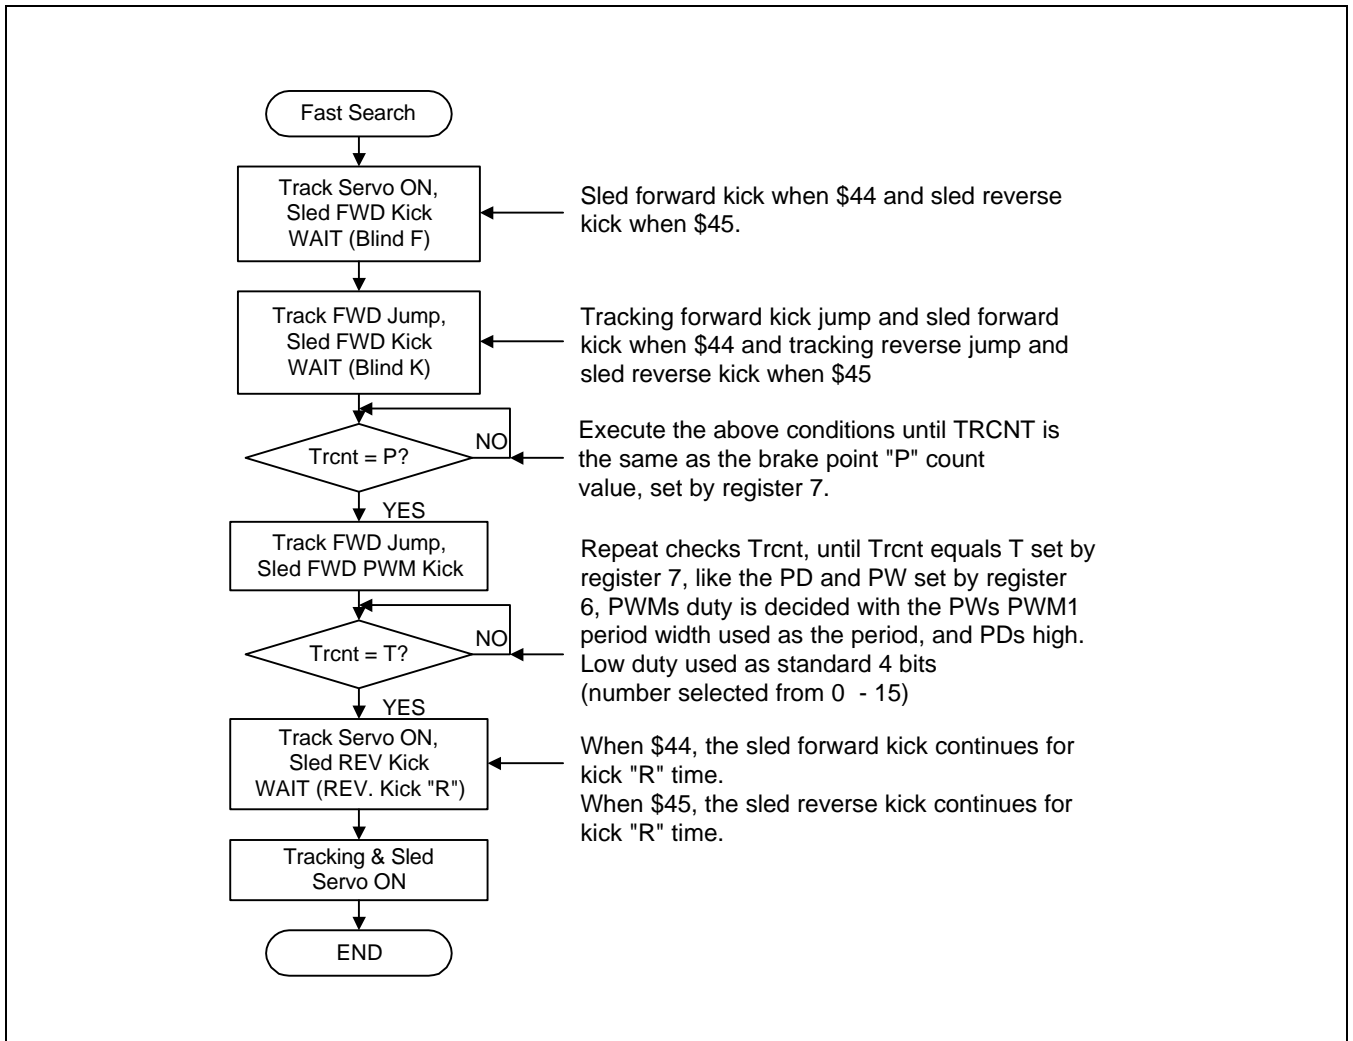 Fast Search
Track Servo ON,
Sled FWD Kick
WAIT (Blind F)
Sled forward kick when $44 and sled reverse
kick when $45.
Track FWD Jump,
Sled FWD Kick
WAIT (Blind K)
Tracking forward kick jump and sled forward
kick when $44 and tracking reverse jump and
sled reverse kick when $45
Trcnt = P?
NO
Execute the above conditions until TRCNT is
the same as the brake point "P" count
value, set by register 7.
YES
Track FWD Jump,
Sled FWD PWM Kick
Repeat checks Trcnt, until Trcnt equals T set by
register 7, like the PD and PW set by register
6, PWMs duty is decided with the PWs PWM1
period width used as the period, and PDs high.
Low duty used as standard 4 bits
(number selected from 0 - 15)
Trcnt = T?
NO
YES
Track Servo ON,
Sled REV Kick
WAIT (REV. Kick "R")
When $44, the sled forward kick continues for
kick "R" time.
When $45, the sled reverse kick continues for
kick "R" time.
Tracking & Sled
Servo ON
END